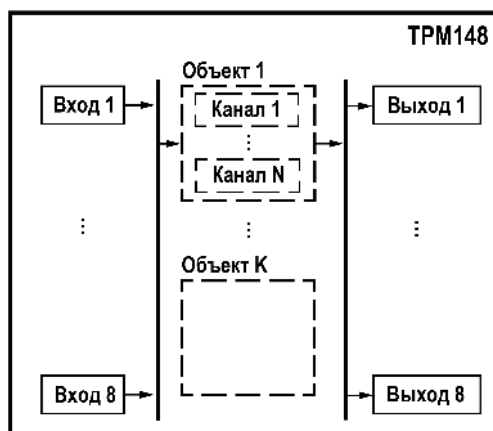 ТРМ148
Объект 1
Вход 1
Канал 1
Выход 1
Канал N
Объект K
Вход 8
Выход 8